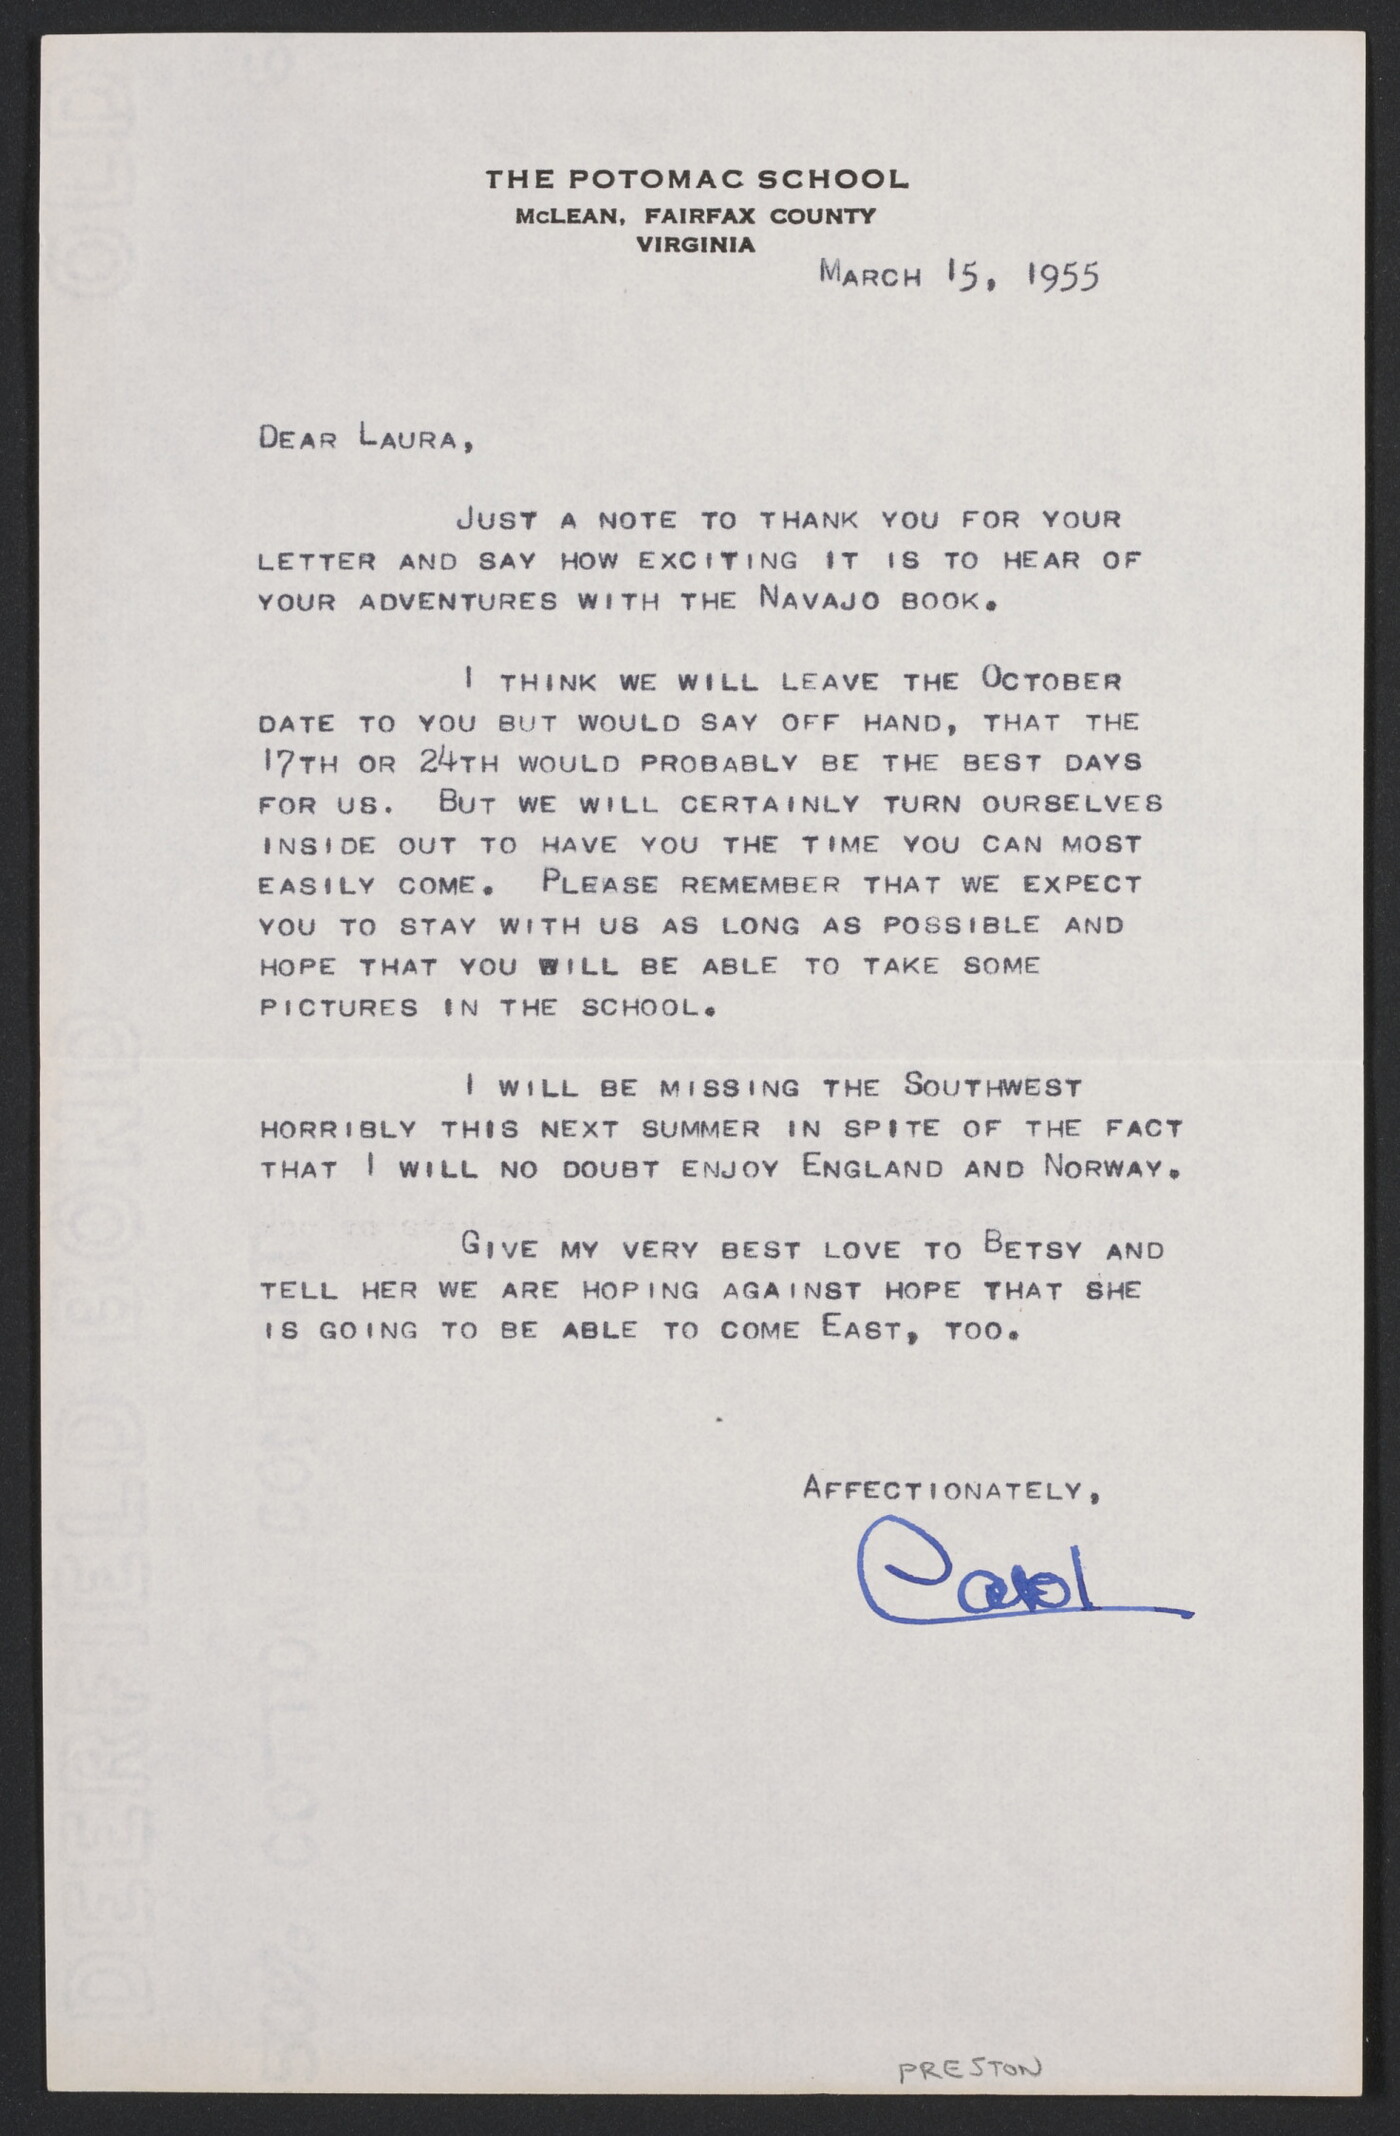 THE POTOMAC SCHOOL
McLEAN, FAIRFAX COUNTY
VIRGINIA
MARCH 15, 1955
DEAR LAURA,
JUST A NOTE TO THANK YOU FOR YOUR
LETTER AND SAY HOW EXCITING IT IS TO HEAR OF
YOUR ADVENTURES WITH THE NAVAJO BOOK.
I THINK WE WILL LEAVE THE OCTOBER
DATE TO YOU BUT WOULD SAY OFF HAND, THAT THE
17TH OR 24TH WOULD PROBABLY BE THE BEST DAYS
FOR US. BUT WE WILL CERTAINLY TURN OURSELVES
INSIDE OUT TO HAVE YOU THE TIME YOU CAN MOST
EASILY COME. PLEASE REMEMBER THAT WE EXPECT
YOU TO STAY WITH US AS LONG AS POSSIBLE AND
HOPE THAT YOU WILL BE ABLE TO TAKE SOME
PICTURES IN THE SCHOOL.
I WILL BE MISSING THE SOUTHWEST
HORRIBLY THIS NEXT SUMMER IN SPITE OF THE FACT
THAT I WILL NO DOUBT ENJOY ENGLAND AND NORWAY.
GIVE MY VERY BEST LOVE TO BETSY AND
TELL HER WE ARE HOPING AGAINST HOPE THAT SHE
IS GOING TO BE ABLE TO COME EAST, TOO.
AFFECTIONATELY,
Carol
PRESTON